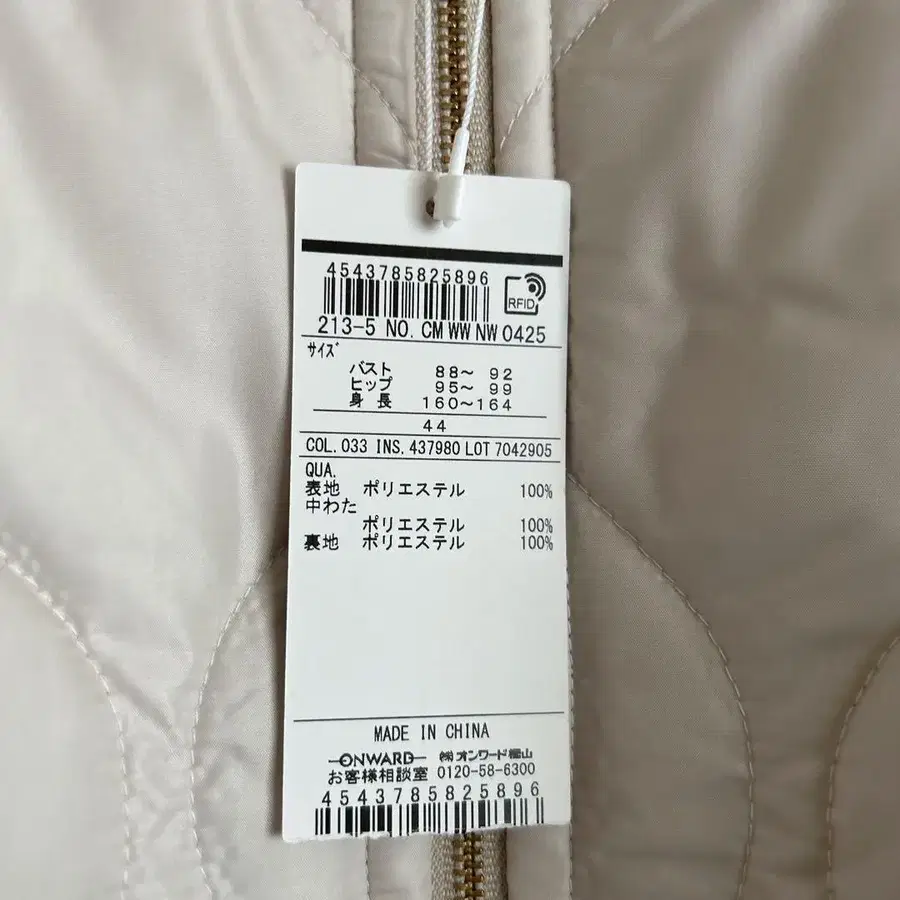 4543785825896
RFID
213-5 NO. CM WW NW 0425
サイズ
バスト 88～ 92
ヒップ 95～ 99
身長 160～164
44
COL. 033 INS. 437980 LOT 7042905
QUA.
表地 ポリエステル 100%
中わた
ポリエステル 100%
裏地 ポリエステル 100%
MADE IN CHINA
ONWARD ㈱オンワード樫山
お客様相談室 0120-58-6300
4543785825896